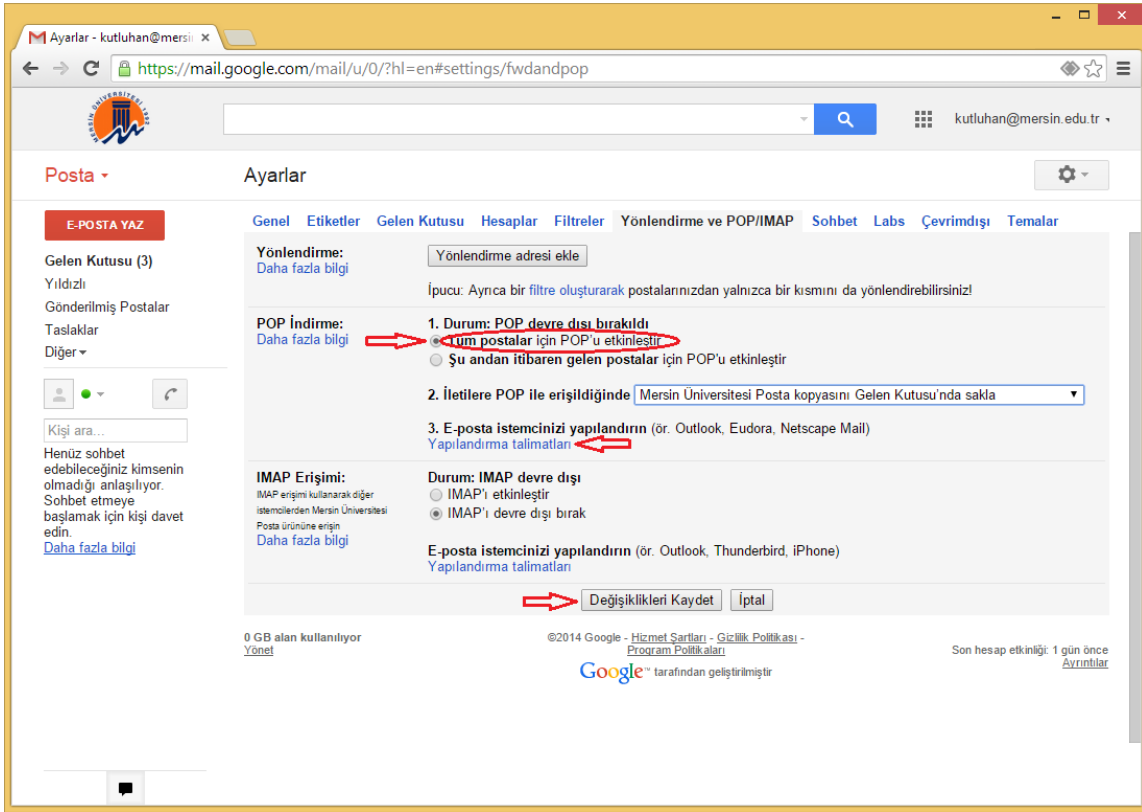 Ayarlar - kutluhan@mersi
https://mail.google.com/mail/u/0/?hl=en#settings/fwdandpop
MERSİN ÜNİVERSİTESİ 1992
kutluhan@mersin.edu.tr
Posta
Ayarlar
E-POSTA YAZ
Gelen Kutusu (3)
Yıldızlı
Gönderilmiş Postalar
Taslaklar
Diğer
Kişi ara...
Henüz sohbet
edebileceğiniz kimsenin
olmadığı anlaşılıyor.
Sohbet etmeye
başlamak için kişi davet
edin.
Daha fazla bilgi
Genel Etiketler Gelen Kutusu Hesaplar Filtreler Yönlendirme ve POP/IMAP Sohbet Labs Çevrimdışı Temalar
Yönlendirme:
Daha fazla bilgi
Yönlendirme adresi ekle
İpucu: Ayrıca bir filtre oluşturarak postalarınızdan yalnızca bir kısmını da yönlendirebilirsiniz!
POP İndirme:
Daha fazla bilgi
1. Durum: POP devre dışı bırakıldı
Tüm postalar için POP'u etkinleştir
Şu andan itibaren gelen postalar için POP'u etkinleştir
2. İletilere POP ile erişildiğinde Mersin Üniversitesi Posta kopyasını Gelen Kutusu'nda sakla
3. E-posta istemcinizi yapılandırın (ör. Outlook, Eudora, Netscape Mail)
Yapılandırma talimatları
IMAP Erişimi:
IMAP erişimi kullanarak diğer
istemcilerden Mersin Üniversitesi
Posta ürününe erişin
Daha fazla bilgi
Durum: IMAP devre dışı
IMAP'ı etkinleştir
IMAP'ı devre dışı bırak
E-posta istemcinizi yapılandırın (ör. Outlook, Thunderbird, iPhone)
Yapılandırma talimatları
Değişiklikleri Kaydet İptal
0 GB alan kullanılıyor
Yönet
©2014 Google - Hizmet Şartları - Gizlilik Politikası -
Program Politikaları
Google™ tarafından geliştirilmiştir
Son hesap etkinliği: 1 gün önce
Ayrıntılar